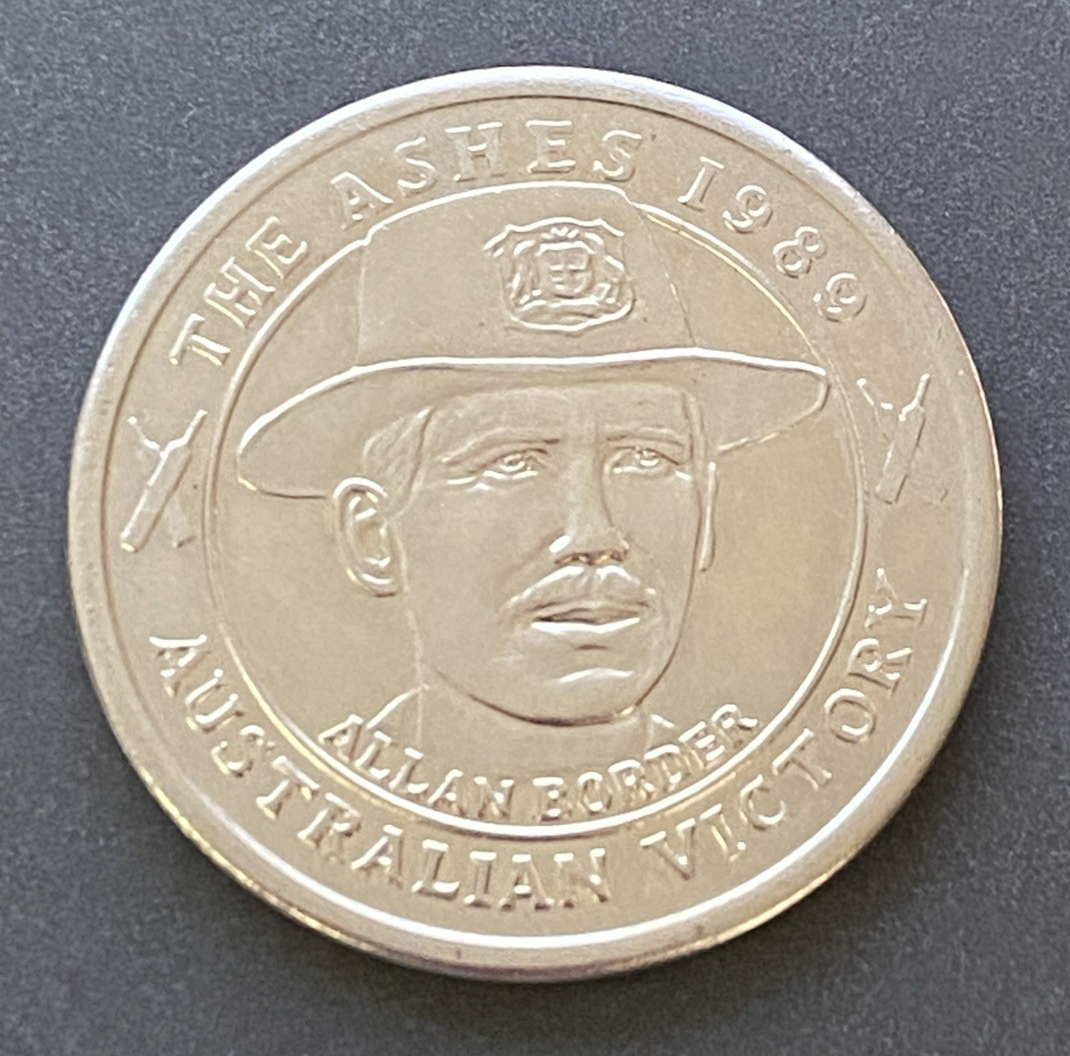 THE ASHES 1989
ALLAN BORDER
AUSTRALIAN VICTORY